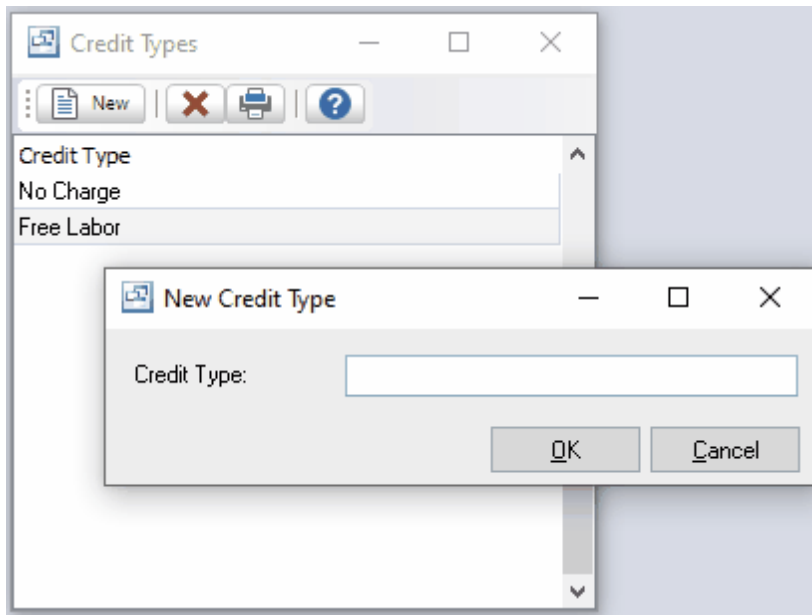 Credit Types
New
Credit Type
No Charge
Free Labor
New Credit Type
Credit Type:
OK
Cancel